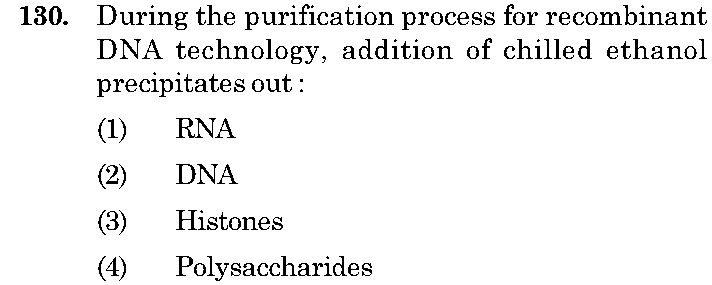 130. During the purification process for recombinant
DNA technology, addition of chilled ethanol
precipitates out :
(1) RNA
(2) DNA
(3) Histones
(4) Polysaccharides